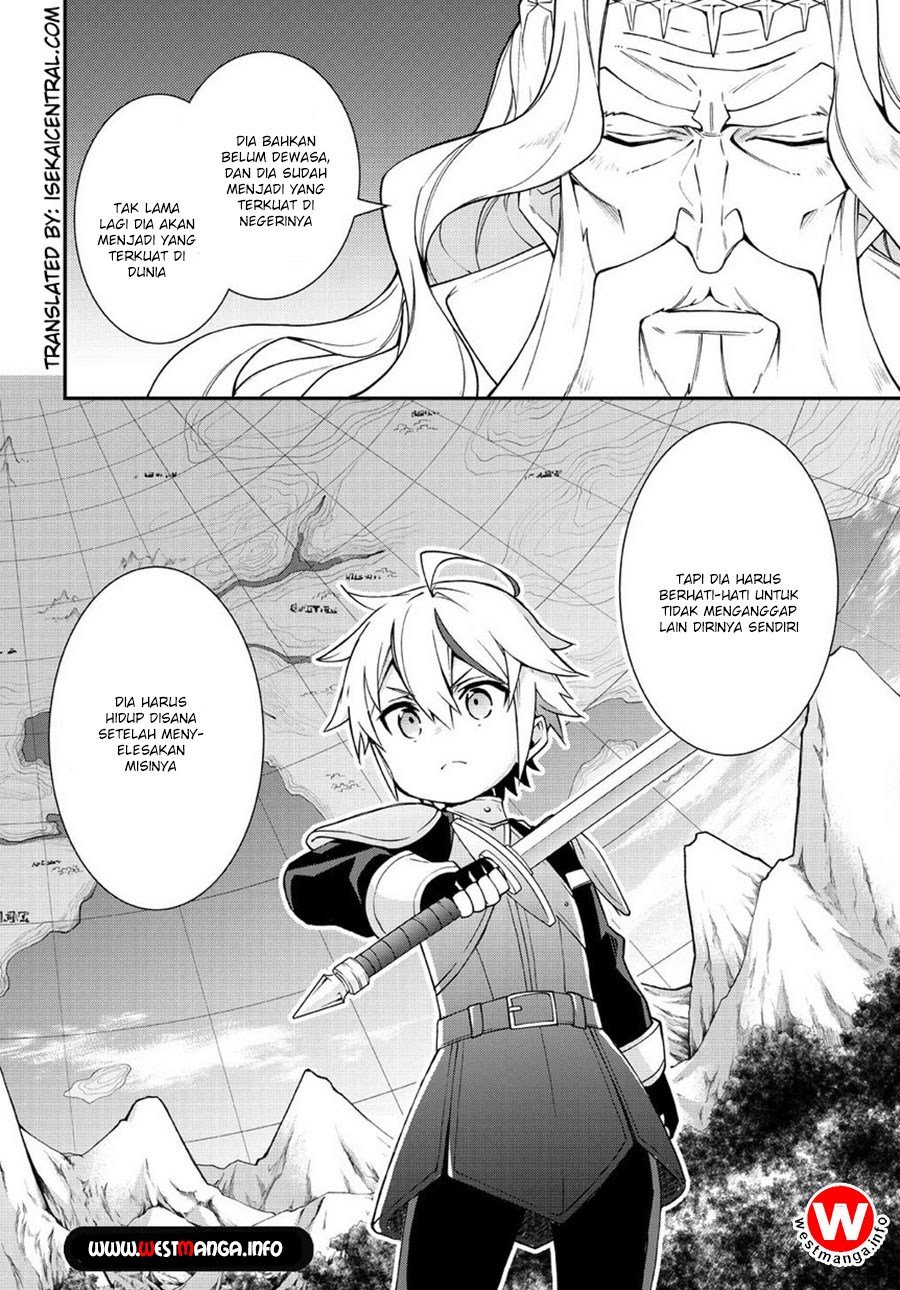 TRANSLATED BY: ISEKAICENTRAL.COM
DIA BAHKAN
BELUM DEWASA,
DAN DIA SUDAH
MENJADI YANG
TERKUAT DI
NEGERINYA
TAK LAMA
LAGI DIA AKAN
MENJADI YANG
TERKUAT DI
DUNIA
TAPI DIA HARUS
BERHATI-HATI UNTUK
TIDAK MENGANGGAP
LAIN DIRINYA SENDIRI
DIA HARUS
HIDUP DISANA
SETELAH MENY-
ELESAKAN
MISINYA
WWW.WESTMANGA.INFO
W
westmanga.info